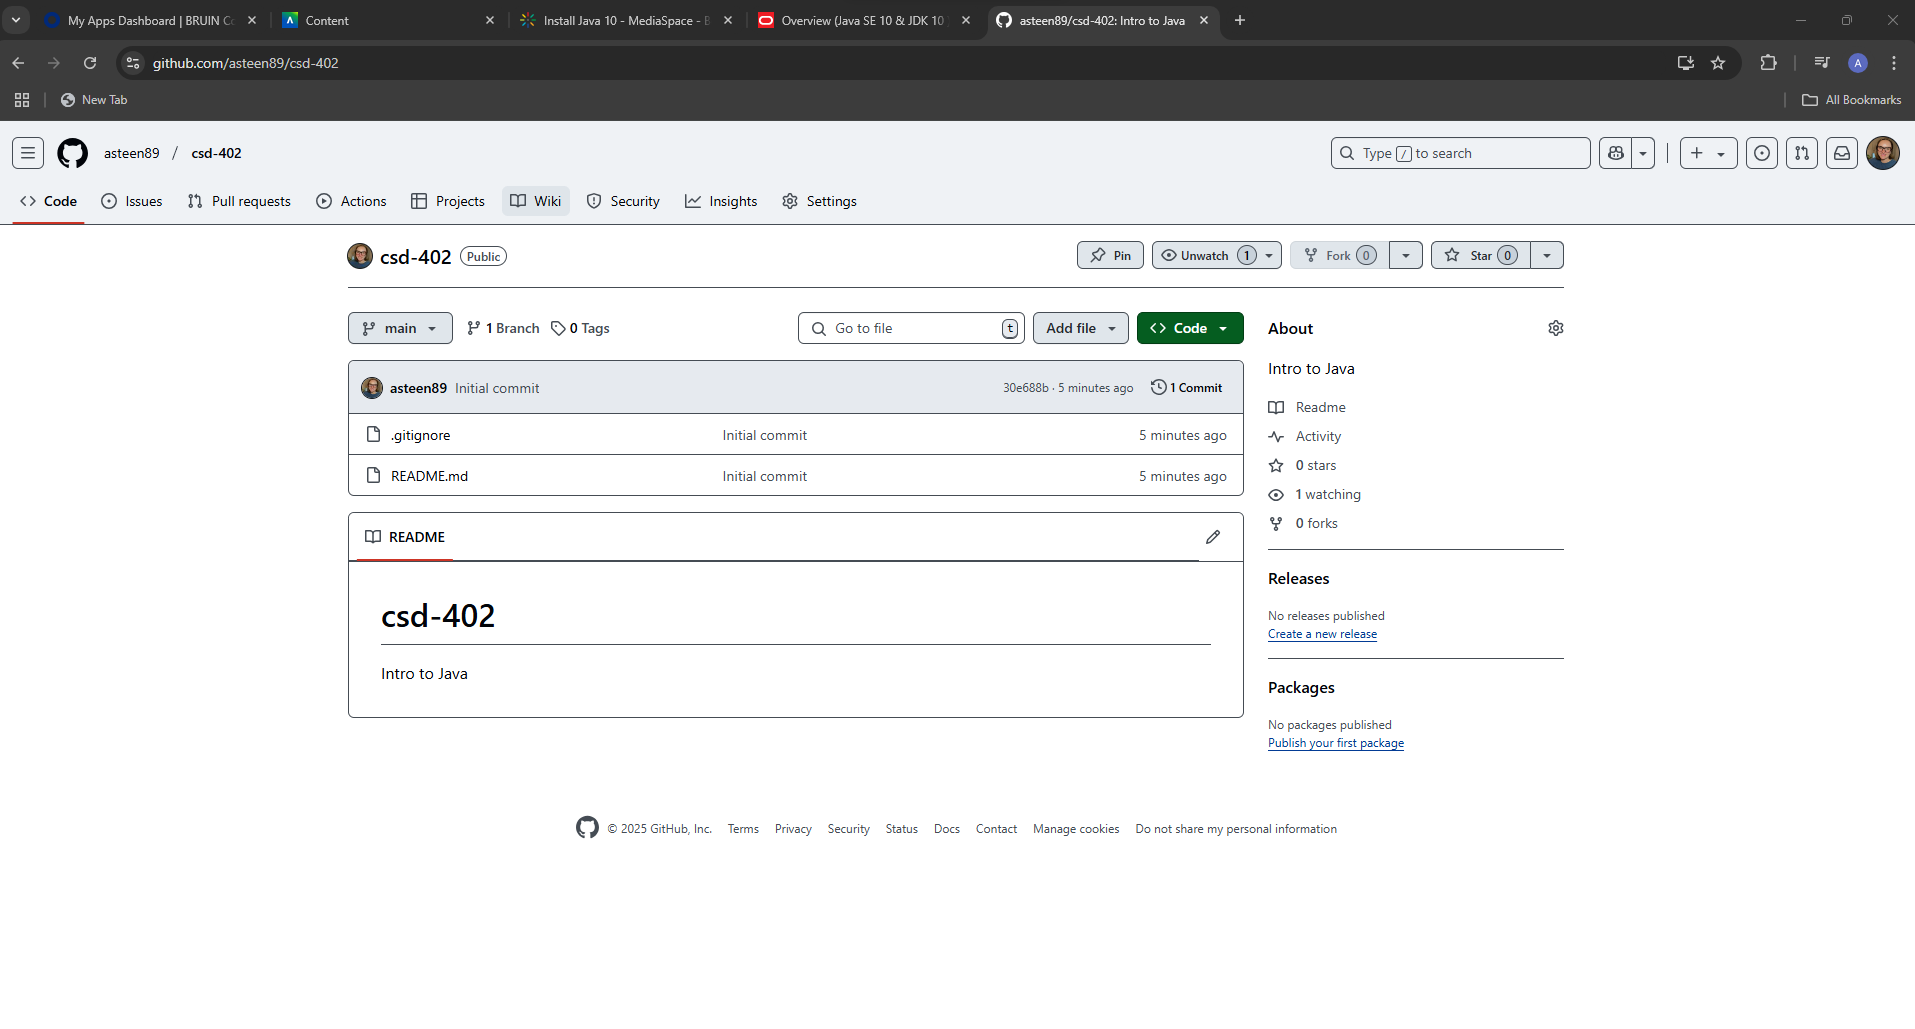 My Apps Dashboard | BRUIN Co
Content
Install Java 10 - MediaSpace - B
Overview (Java SE 10 & JDK 10
asteen89/csd-402: Intro to Java
github.com/asteen89/csd-402
A
New Tab
All Bookmarks
asteen89 / csd-402
Type / to search
Code Issues Pull requests Actions Projects Wiki Security Insights Settings
csd-402 Public
Pin Unwatch 1 Fork 0 Star 0
main 1 Branch 0 Tags
Go to file t Add file Code
asteen89 Initial commit 30e688b · 5 minutes ago 1 Commit
.gitignore Initial commit 5 minutes ago
README.md Initial commit 5 minutes ago
README
csd-402
Intro to Java
About
Intro to Java
Readme
Activity
0 stars
1 watching
0 forks
Releases
No releases published
Create a new release
Packages
No packages published
Publish your first package
© 2025 GitHub, Inc. Terms Privacy Security Status Docs Contact Manage cookies Do not share my personal information